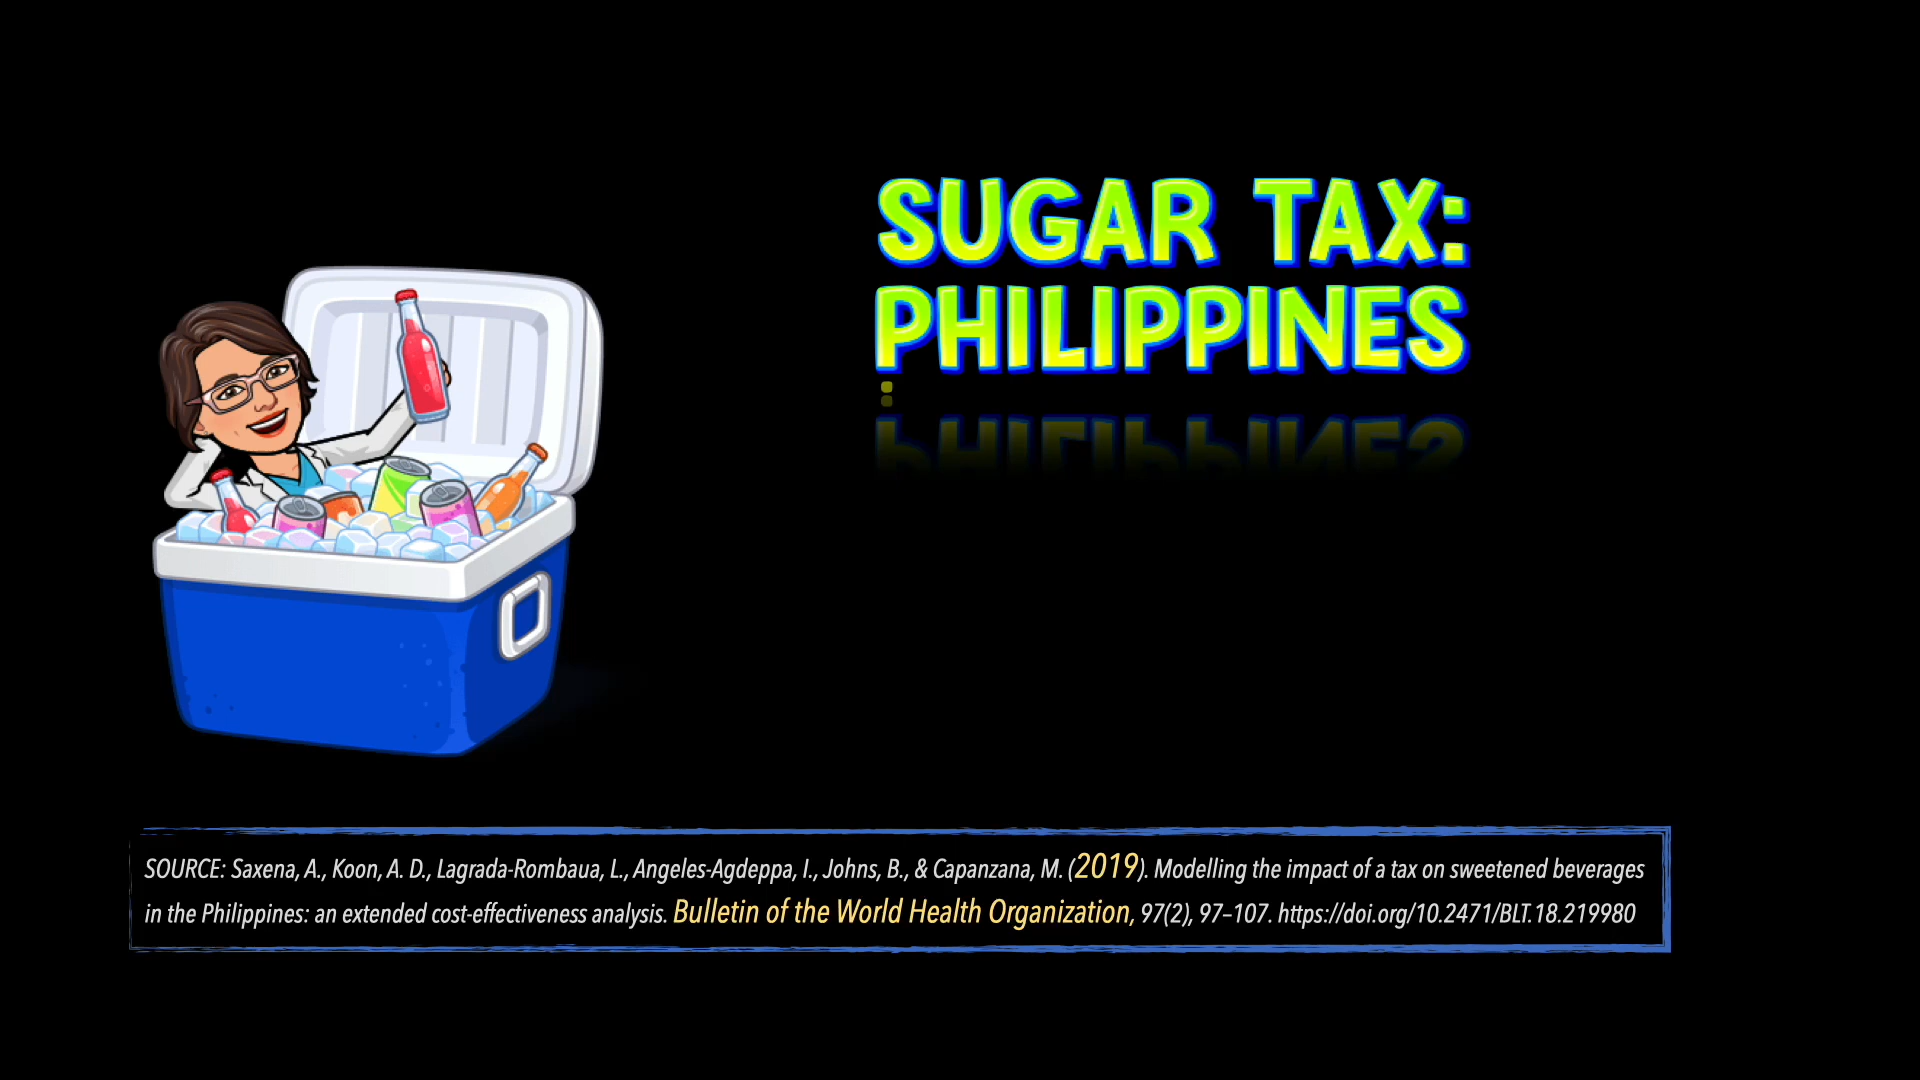 SUGAR TAX:
PHILIPPINES
SOURCE: Saxena, A., Koon, A. D., Lagrada-Rombaua, L., Angeles-Agdeppa, I., Johns, B., & Capanzana, M. (2019). Modelling the impact of a tax on sweetened beverages
in the Philippines: an extended cost-effectiveness analysis. Bulletin of the World Health Organization, 97(2), 97–107. https://doi.org/10.2471/BLT.18.219980